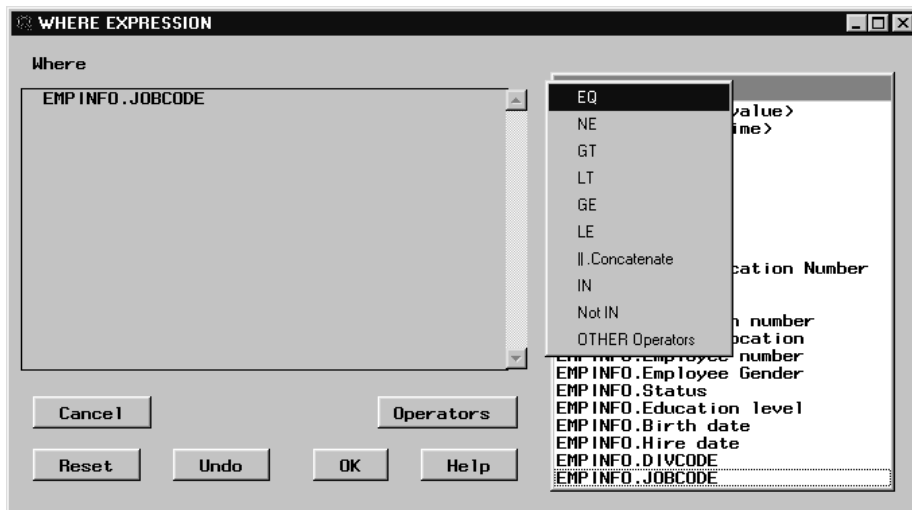 WHERE EXPRESSION
Where
EMPINFO.JOBCODE
EQ
NE
GT
LT
GE
LE
||.Concatenate
IN
Not IN
OTHER Operators
value>
ime>
cation Number
n number
ocation
EMPINFO.Employee number
EMPINFO.Employee Gender
EMPINFO.Status
EMPINFO.Education level
EMPINFO.Birth date
EMPINFO.Hire date
EMPINFO.DIVCODE
EMPINFO.JOBCODE
Cancel
Operators
Reset
Undo
OK
Help